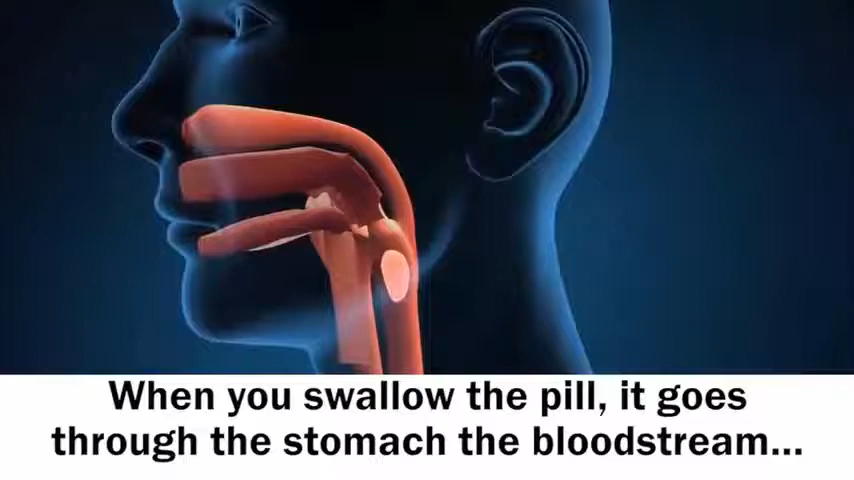 When you swallow the pill, it goes
through the stomach the bloodstream...